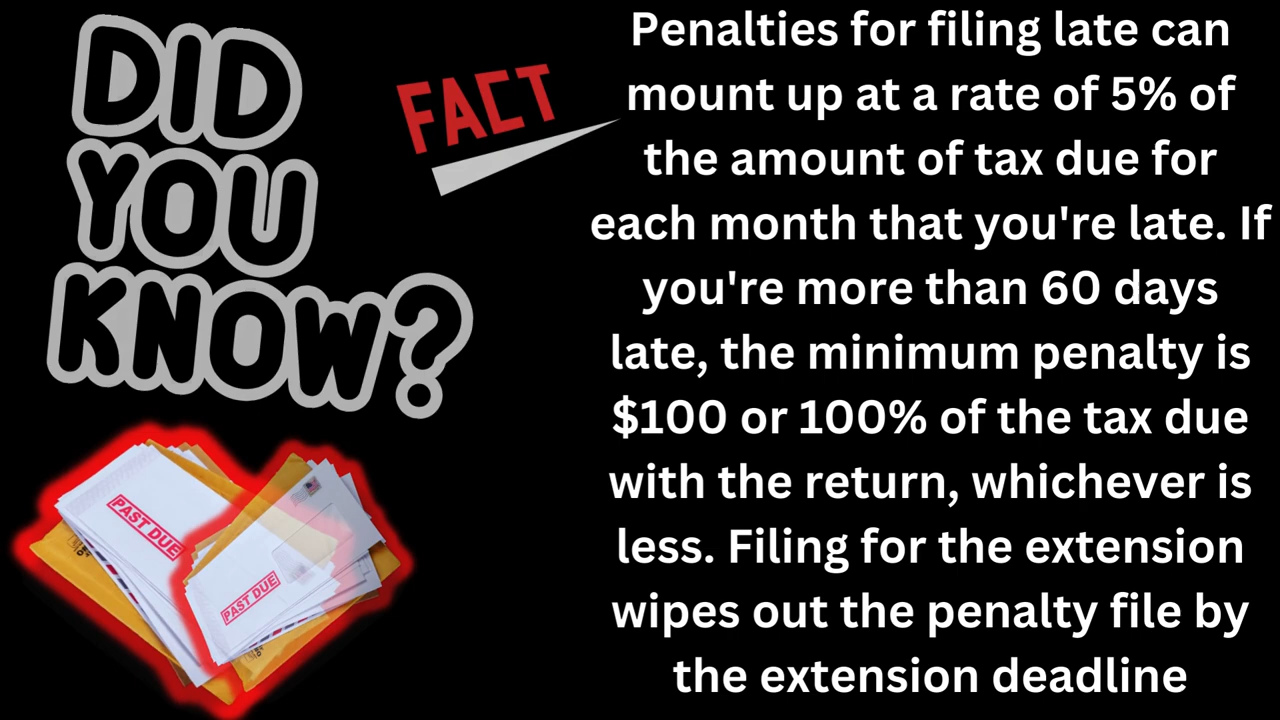 DID
YOU
KNOW?
FACT
Penalties for filing late can
mount up at a rate of 5% of
the amount of tax due for
each month that you're late. If
you're more than 60 days
late, the minimum penalty is
$100 or 100% of the tax due
with the return, whichever is
less. Filing for the extension
wipes out the penalty file by
the extension deadline
PAST DUE
PAST DUE